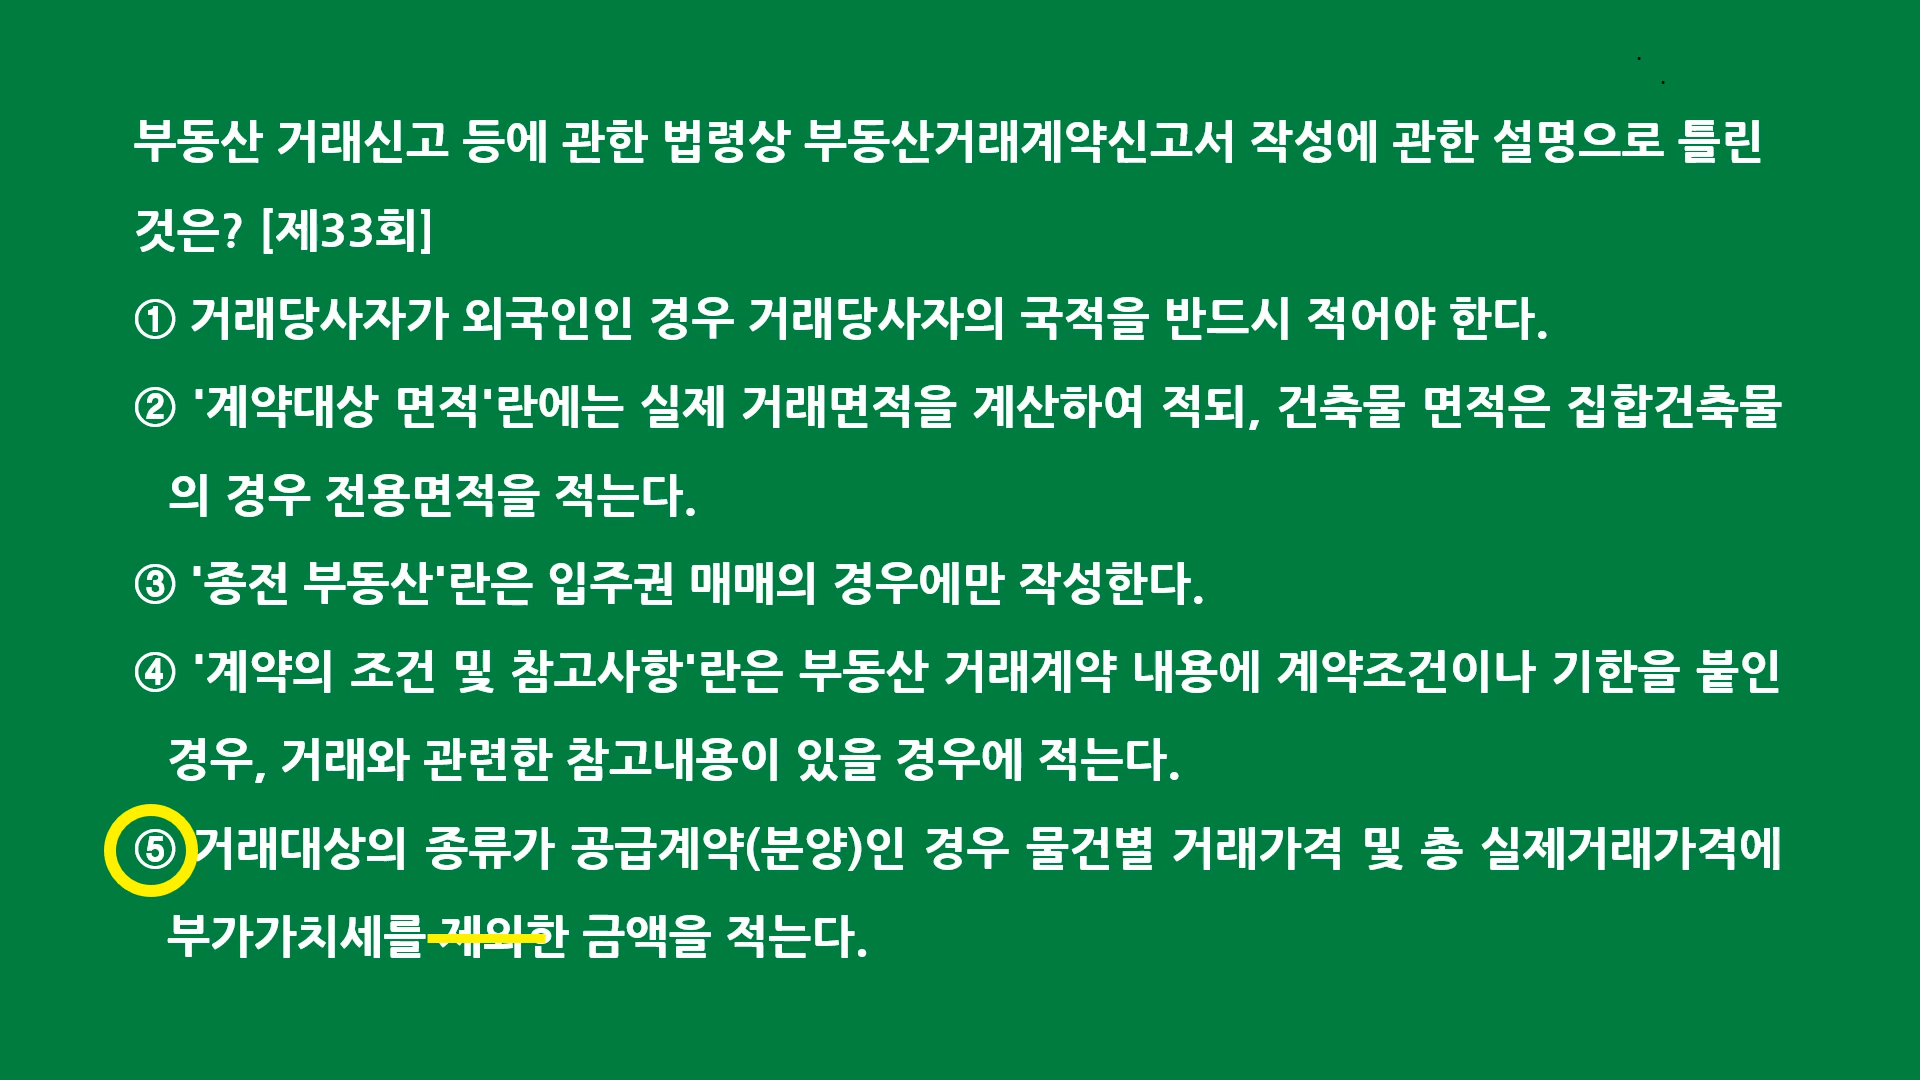 부동산 거래신고 등에 관한 법령상 부동산거래계약신고서 작성에 관한 설명으로 틀린
것은? [제33회]
① 거래당사자가 외국인인 경우 거래당사자의 국적을 반드시 적어야 한다.
② '계약대상 면적'란에는 실제 거래면적을 계산하여 적되, 건축물 면적은 집합건축물
의 경우 전용면적을 적는다.
③ '종전 부동산'란은 입주권 매매의 경우에만 작성한다.
④ '계약의 조건 및 참고사항'란은 부동산 거래계약 내용에 계약조건이나 기한을 붙인
경우, 거래와 관련한 참고내용이 있을 경우에 적는다.
⑤ 거래대상의 종류가 공급계약(분양)인 경우 물건별 거래가격 및 총 실제거래가격에
부가가치세를 제외한 금액을 적는다.